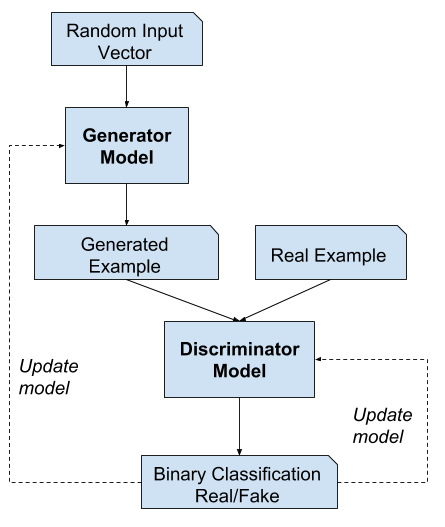 Random Input
Vector
Generator
Model
Generated
Example
Real Example
Discriminator
Model
Update
model
Update
model
Binary Classification
Real/Fake